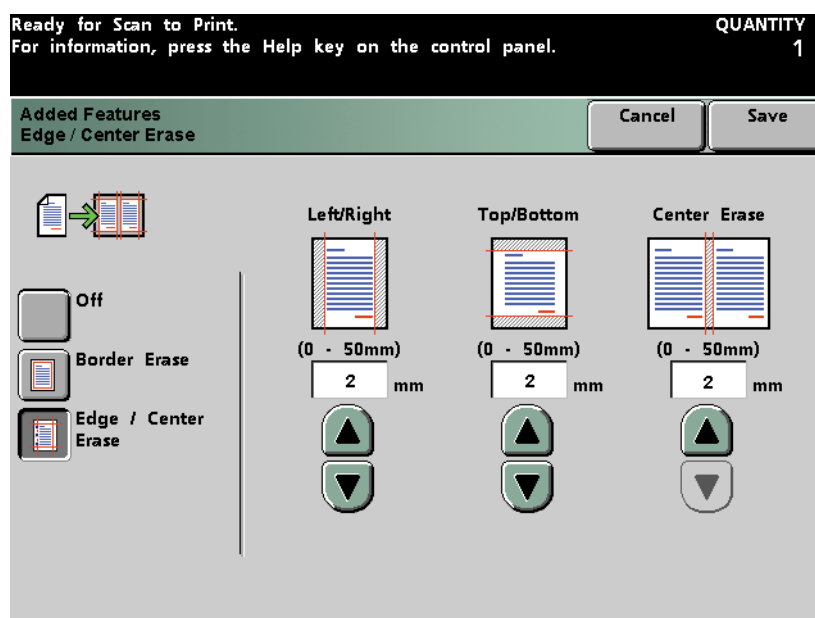 Ready for Scan to Print.
For information, press the Help key on the control panel.
QUANTITY
1
Added Features
Edge / Center Erase
Cancel
Save
Off
Border Erase
Edge / Center
Erase
Left/Right
(0 - 50mm)
2 mm
Top/Bottom
(0 - 50mm)
2 mm
Center Erase
(0 - 50mm)
2 mm